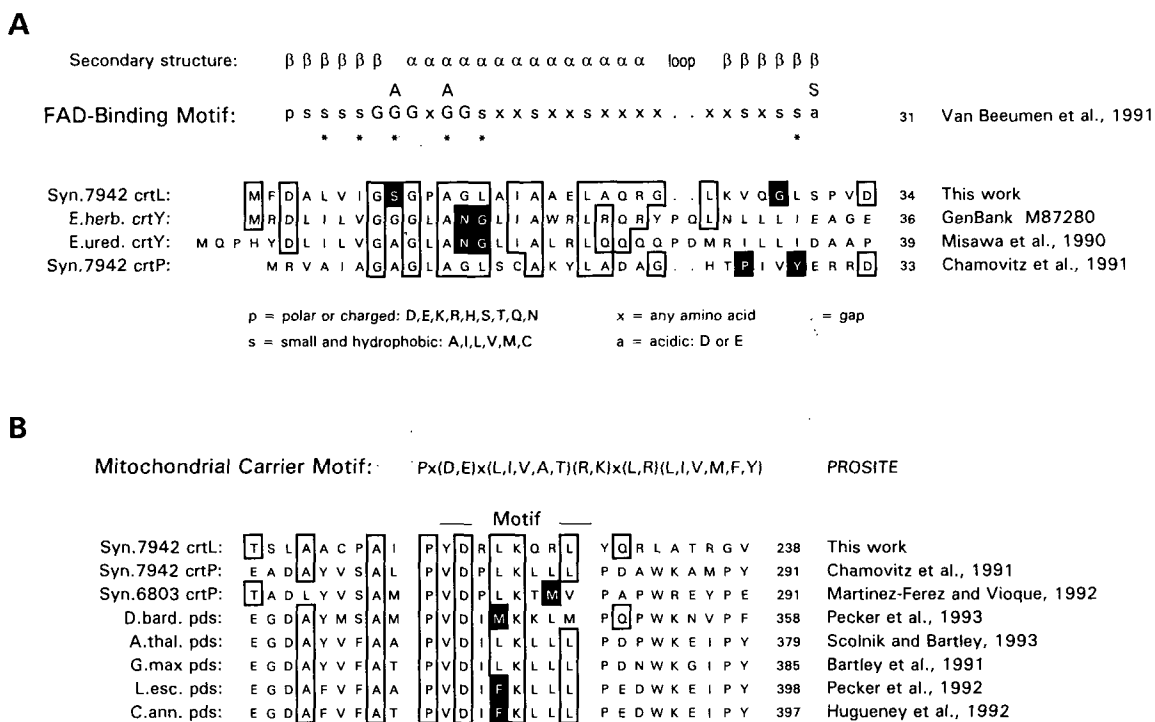 A
Secondary structure: β β β β β β α α α α α α α α α α α α α α loop β β β β β β
A A S
FAD-Binding Motif: p s s s s G G G x G G s x x s x x s x x x x . . x x s x s s a 31 Van Beeumen et al., 1991
* * * * * *
Syn.7942 crtL: M F D A L V I G S G P A G L A I A A E L A Q R G . . L K V Q G L S P V D 34 This work
E.herb. crtY: M R D L I L V G G G L A N G L I A W R L R Q R Y P Q L N L L L I E A G E 36 GenBank M87280
E.ured. crtY: M Q P H Y D L I L V G A G L A N G L I A L R L Q Q Q Q P D M R I L L I D A A P 39 Misawa et al., 1990
Syn.7942 crtP: M R V A I A G A G L A G L S C A K Y L A D A G . . H T P I V Y E R R D 33 Chamovitz et al., 1991
p = polar or charged: D,E,K,R,H,S,T,Q,N x = any amino acid . = gap
s = small and hydrophobic: A,I,L,V,M,C a = acidic: D or E
B
Mitochondrial Carrier Motif: Px(D,E)x(L,I,V,A,T)(R,K)x(L,R)(L,I,V,M,F,Y) PROSITE
Motif
Syn.7942 crtL: T S L A A C P A I P Y D R L K Q R L Y Q R L A T R G V 238 This work
Syn.7942 crtP: E A D A Y V S A L P V D P L K L L L P D A W K A M P Y 291 Chamovitz et al., 1991
Syn.6803 crtP: T A D L Y V S A M P V D P L K T M V P A P W R E Y P E 291 Martinez-Ferez and Vioque, 1992
D.bard. pds: E G D A Y M S A M P V D I M K K L M P Q P W K N V P F 358 Pecker et al., 1993
A.thal. pds: E G D A Y V F A A P V D I L K L L L P D P W K E I P Y 379 Scolnik and Bartley, 1993
G.max pds: E G D A Y V F A T P V D I L K L L L P D N W K G I P Y 385 Bartley et al., 1991
L.esc. pds: E G D A F V F A A P V D I F K L L L P E D W K E I P Y 398 Pecker et al., 1992
C.ann. pds: E G D A F V F A T P V D I F K L L L P E D W K E I P Y 397 Hugueney et al., 1992